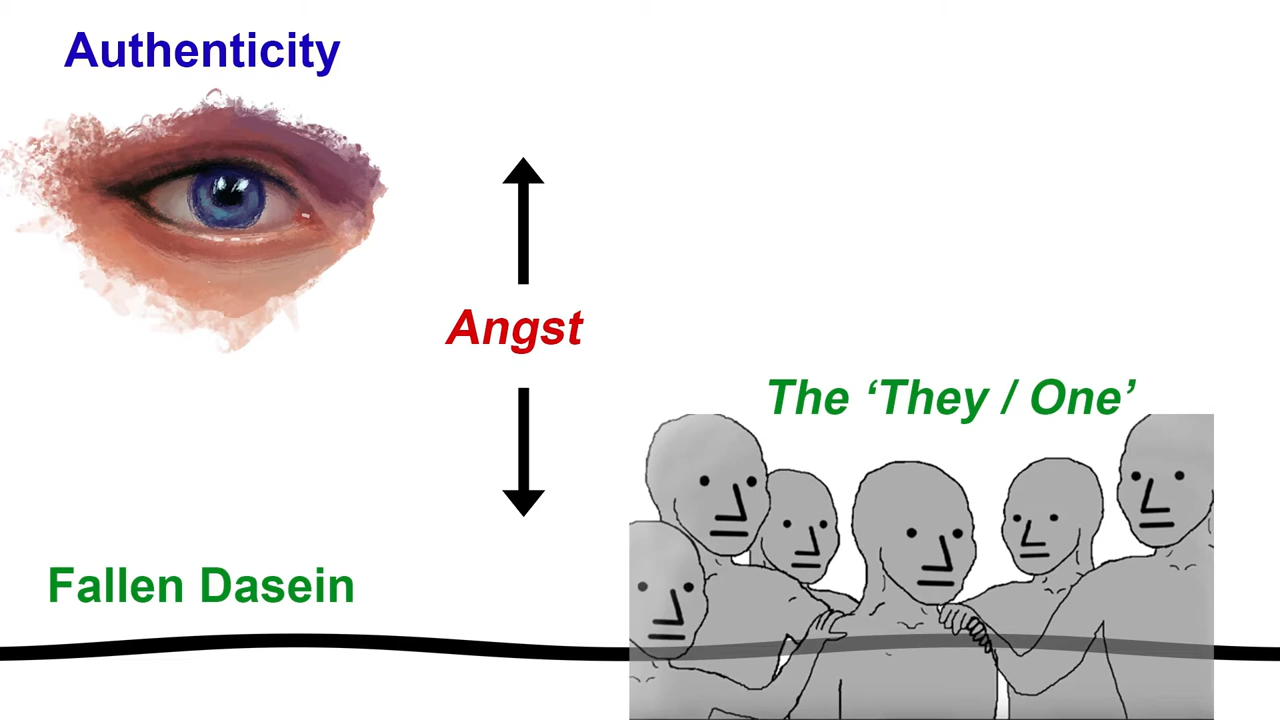 Authenticity
Angst
The ‘They / One’
Fallen Dasein